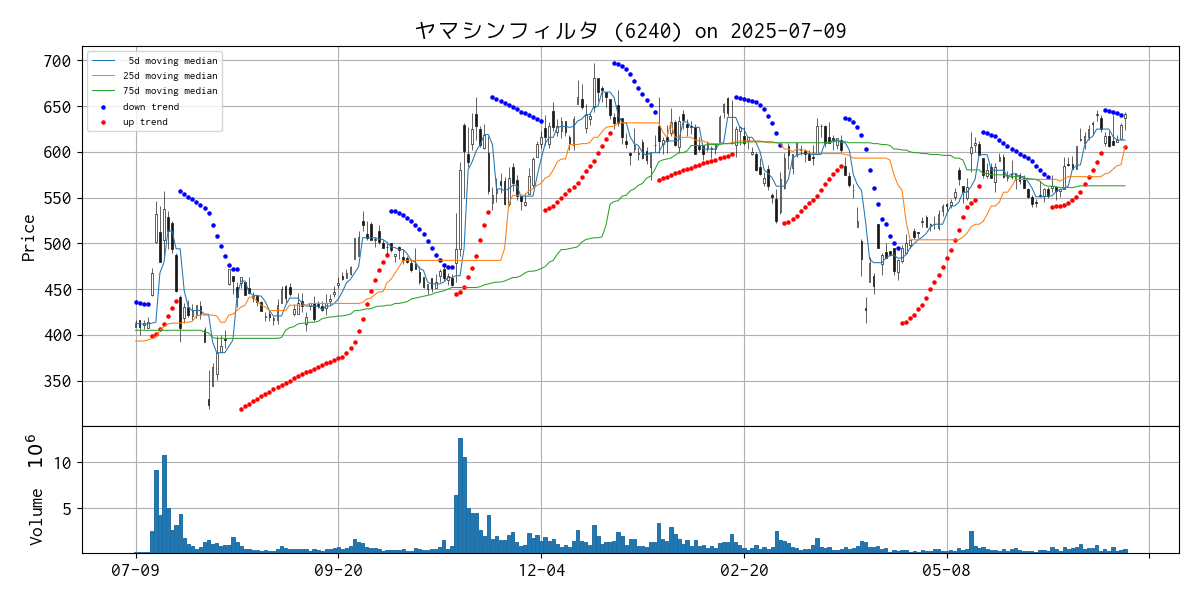 ヤマシンフィルタ (6240) on 2025-07-09
5d moving median
25d moving median
75d moving median
down trend
up trend
700
650
600
550
500
450
400
350
Price
10
5
Volume 10^6
07-09
09-20
12-04
02-20
05-08